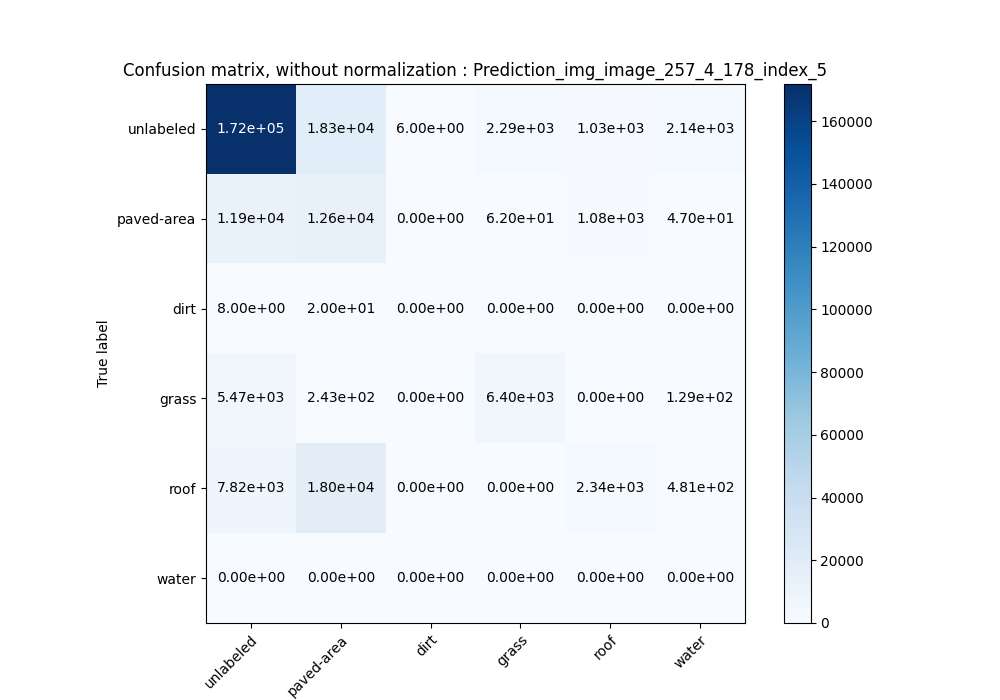 Confusion matrix, without normalization : Prediction_img_image_257_4_178_index_5
unlabeled 1.72e+05 1.83e+04 6.00e+00 2.29e+03 1.03e+03 2.14e+03
paved-area 1.19e+04 1.26e+04 0.00e+00 6.20e+01 1.08e+03 4.70e+01
dirt 8.00e+00 2.00e+01 0.00e+00 0.00e+00 0.00e+00 0.00e+00
grass 5.47e+03 2.43e+02 0.00e+00 6.40e+03 0.00e+00 1.29e+02
roof 7.82e+03 1.80e+04 0.00e+00 0.00e+00 2.34e+03 4.81e+02
water 0.00e+00 0.00e+00 0.00e+00 0.00e+00 0.00e+00 0.00e+00
True label
unlabeled paved-area dirt grass roof water
160000
140000
120000
100000
80000
60000
40000
20000
0